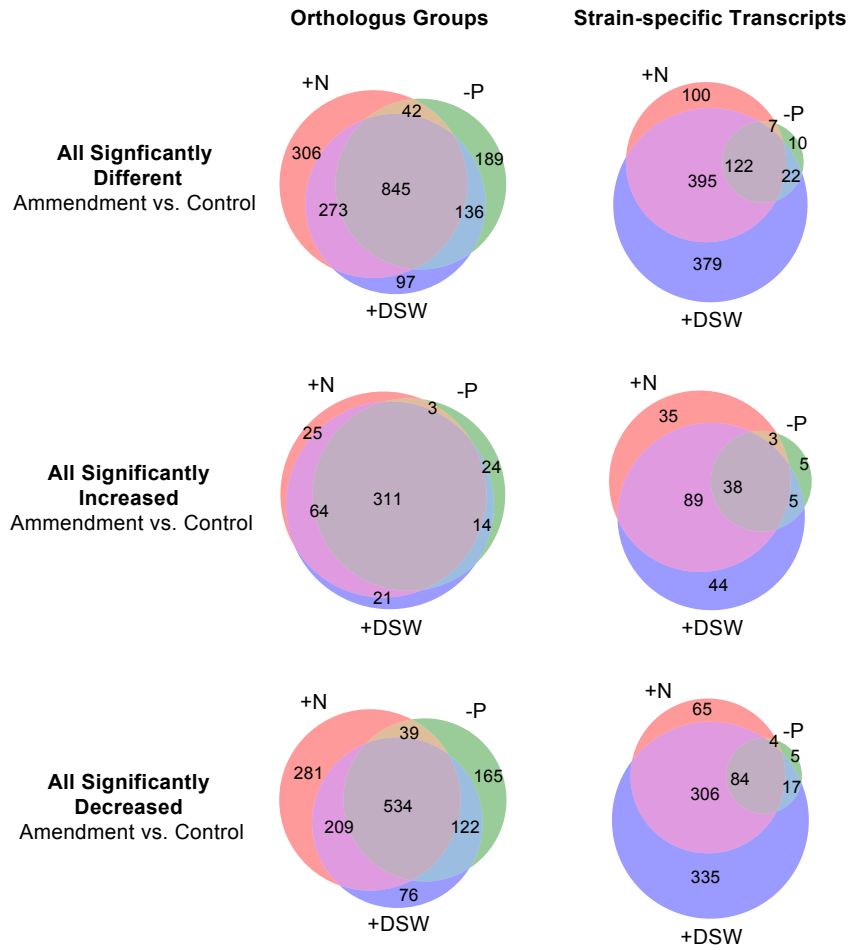 Orthologus Groups
Strain-specific Transcripts
All Signficantly
Different
Ammendment vs. Control
+N
-P
42
306
189
845
273
136
97
+DSW
+N
100
-P
7
10
122
395
22
379
+DSW
All Significantly
Increased
Ammendment vs. Control
+N
-P
3
25
24
311
64
14
21
+DSW
+N
35
-P
3
5
38
89
5
44
+DSW
All Significantly
Decreased
Amendment vs. Control
+N
-P
39
281
165
534
209
122
76
+DSW
+N
65
-P
4
5
84
306
17
335
+DSW